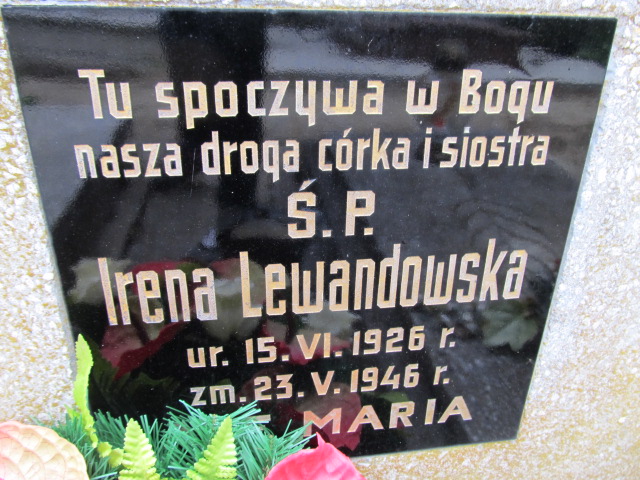 Tu spoczywa w Bogu
nasza droga córka i siostra
Ś.P.
Irena Lewandowska
ur. 15. VI. 1926 r.
zm. 23. V. 1946 r.
MARIA